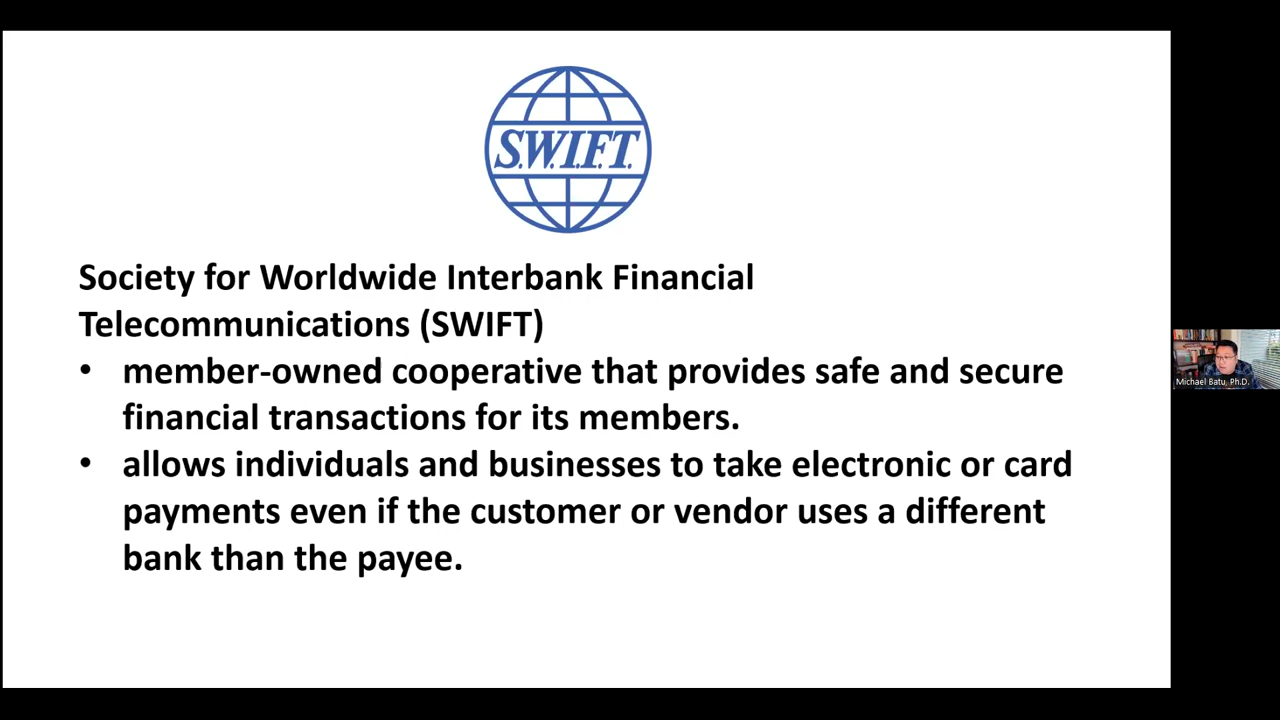 S.W.I.F.T.
Society for Worldwide Interbank Financial
Telecommunications (SWIFT)
• member-owned cooperative that provides safe and secure
financial transactions for its members.
• allows individuals and businesses to take electronic or card
payments even if the customer or vendor uses a different
bank than the payee.
Michael Batu, Ph.D.